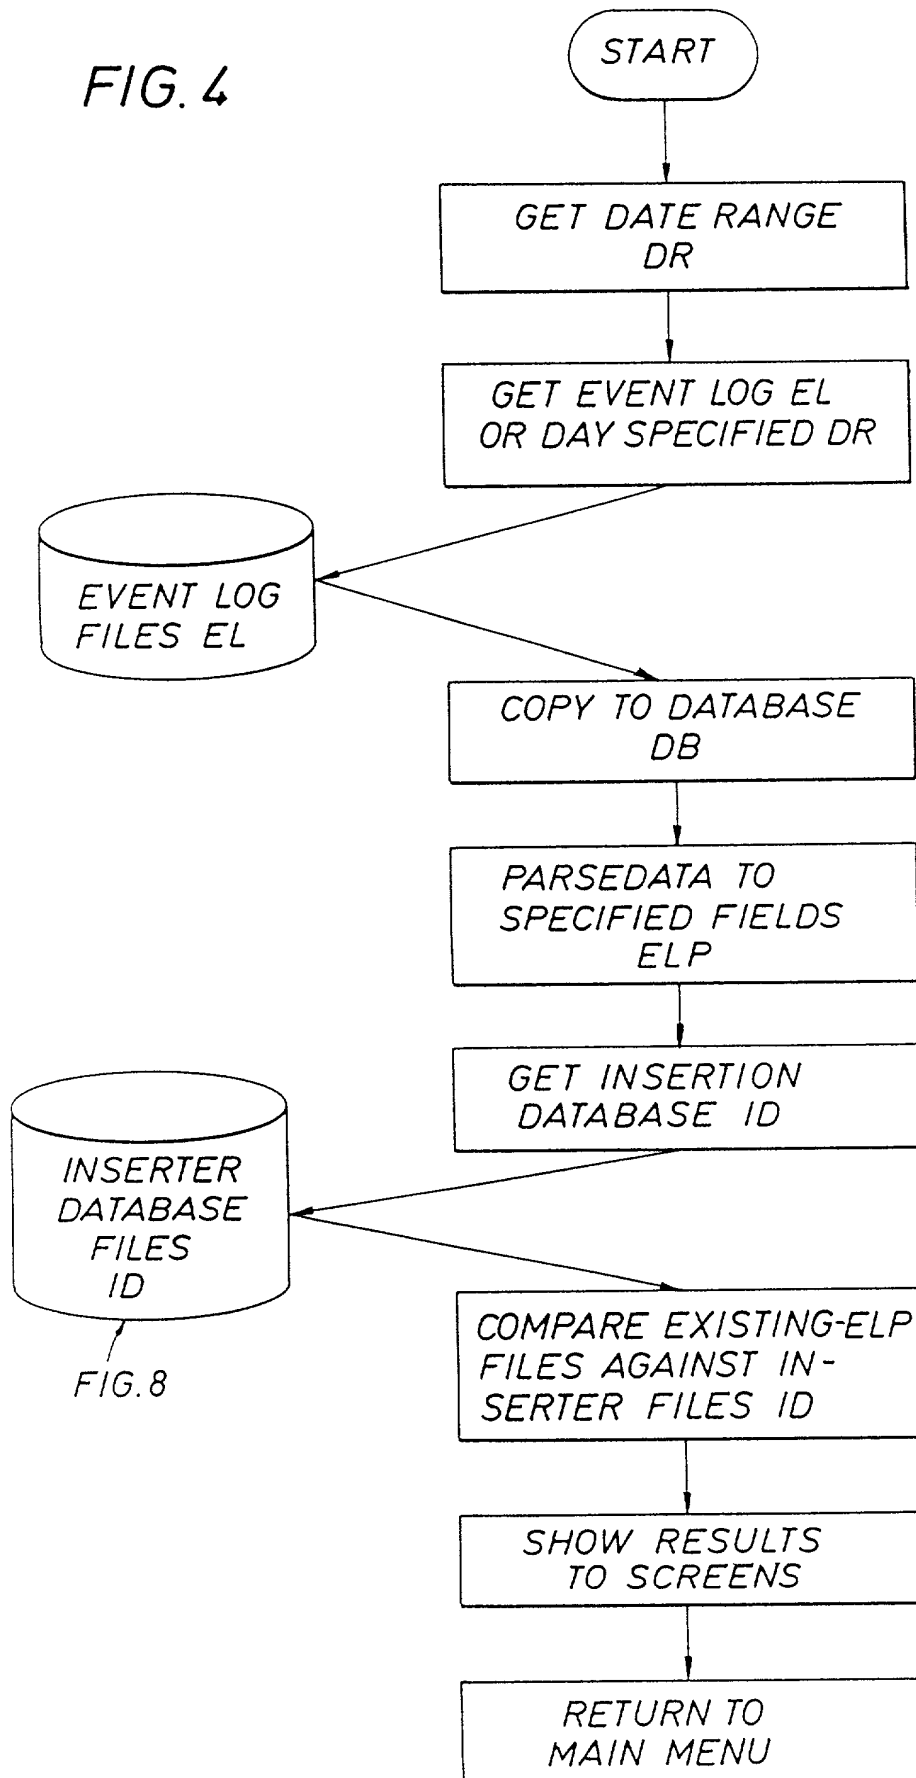 FIG. 4
START
GET DATE RANGE
DR
GET EVENT LOG EL
OR DAY SPECIFIED DR
EVENT LOG
FILES EL
COPY TO DATABASE
DB
PARSEDATA TO
SPECIFIED FIELDS
ELP
GET INSERTION
DATABASE ID
INSERTER
DATABASE
FILES
ID
FIG.8
COMPARE EXISTING-ELP
FILES AGAINST IN-
SERTER FILES ID
SHOW RESULTS
TO SCREENS
RETURN TO
MAIN MENU